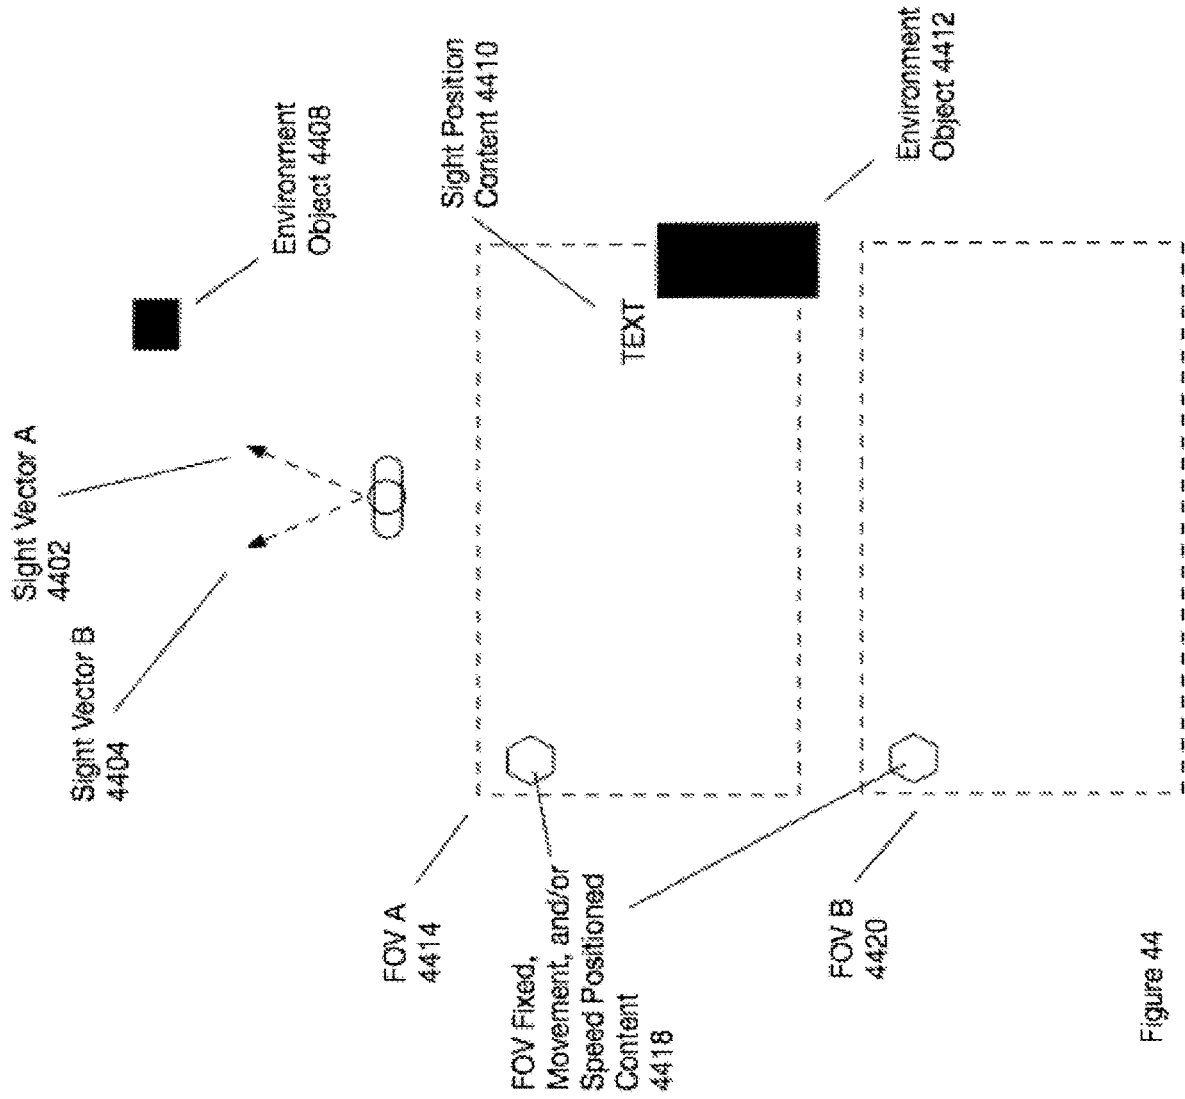 Sight Vector A
4402
Sight Vector B
4404
Environment
Object 4408
FOV A
4414
Sight Position
Content 4410
TEXT
FOV Fixed,
Movement, and/or
Speed Positioned
Content
4418
Environment
Object 4412
FOV B
4420
Figure 44